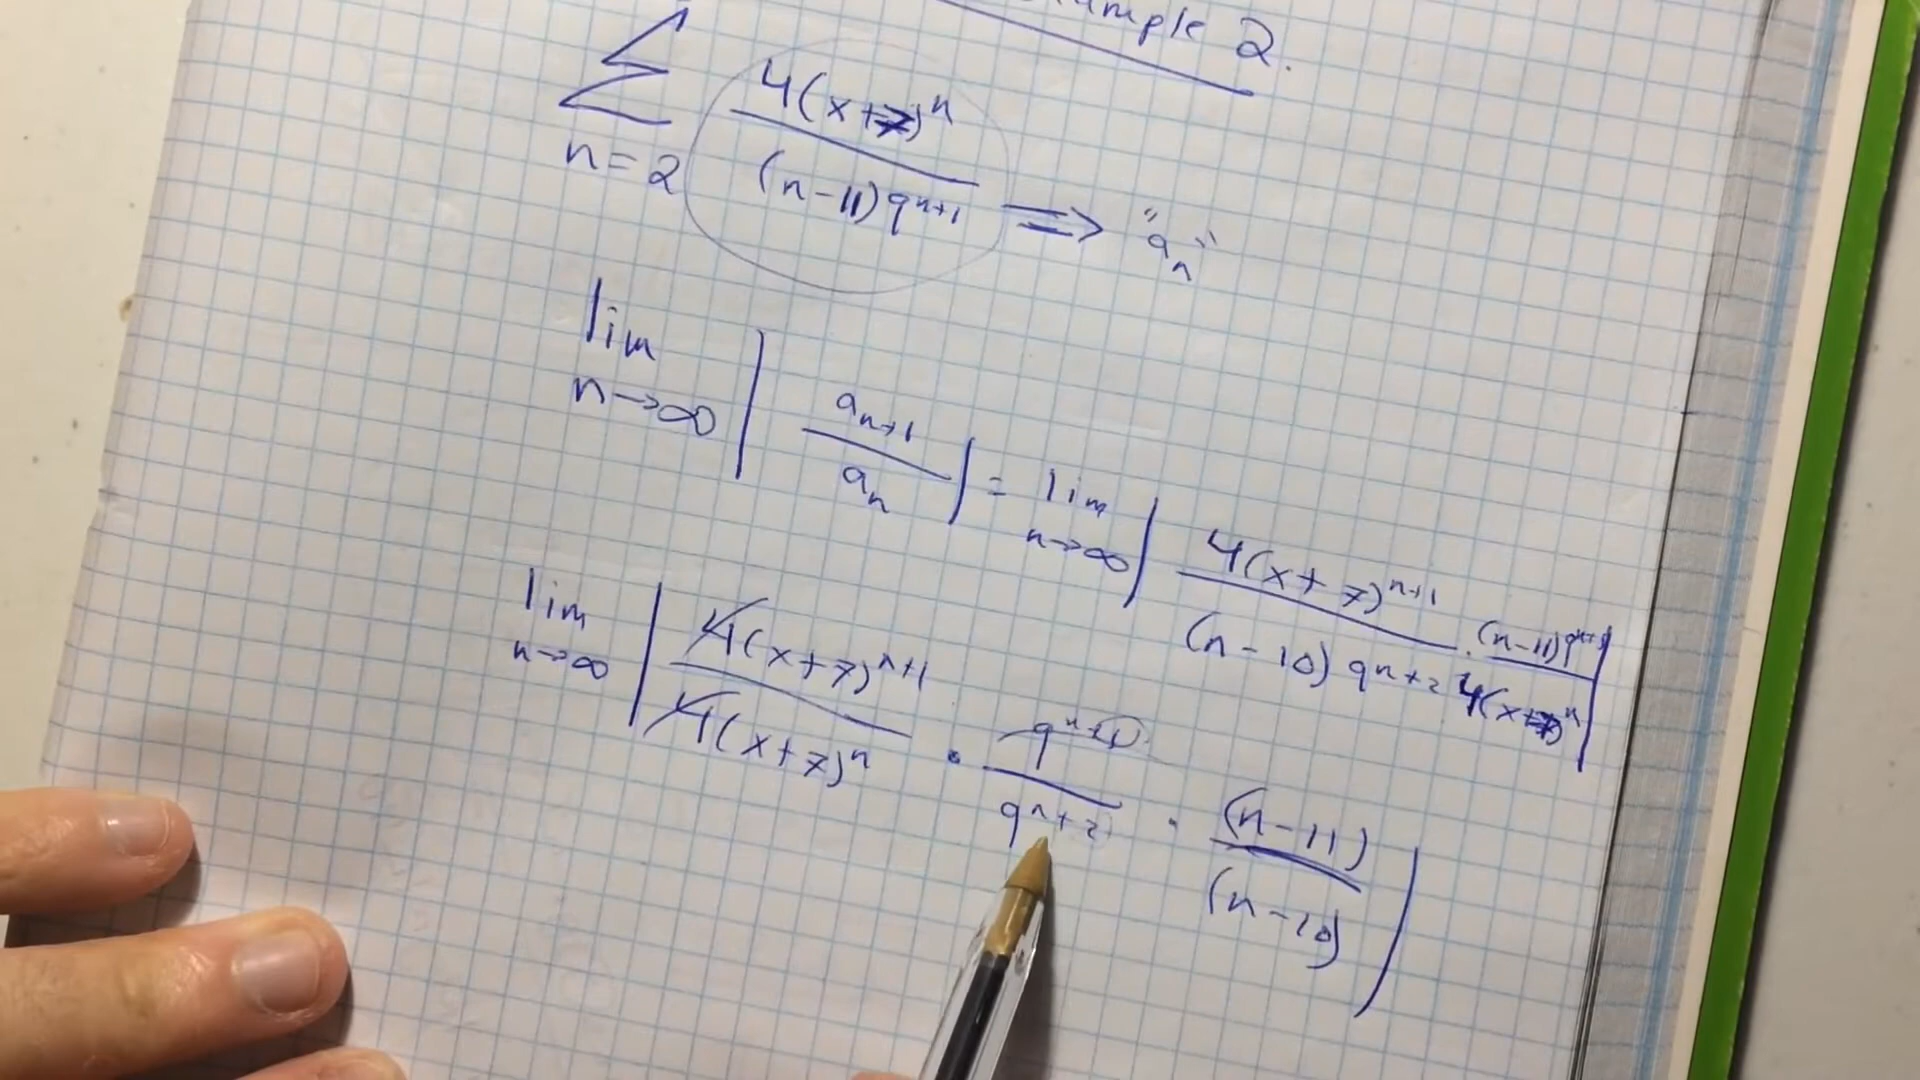 ample 2.
∑ n=2 4(x+7)^n / (n-11)9^{n+1} ⇒ "a_n"
lim n→∞ | a_{n+1} / a_n | = lim n→∞ | 4(x+7)^{n+1} / (n-10)9^{n+2} · (n-11)9^{n+1} / 4(x+7)^n |
lim n→∞ | 4(x+7)^{n+1} / 4(x+7)^n · 9^{n+1} / 9^{n+2} · (n-11) / (n-10) |